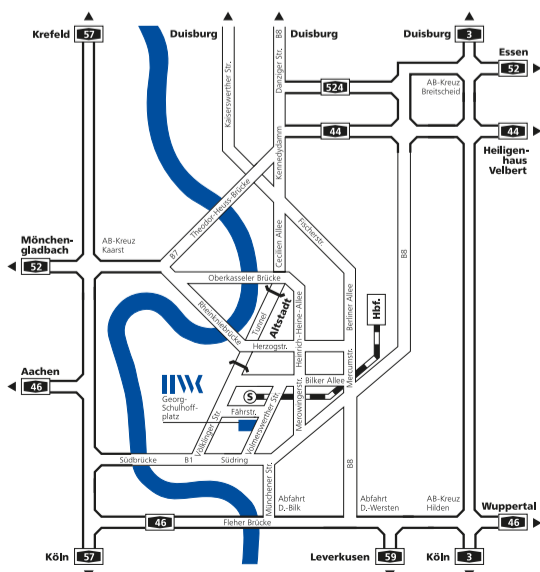 Krefeld
57
Duisburg
Duisburg
Duisburg
3
Essen
52
B8
Danziger Str.
Kaiserswerther Str.
524
AB-Kreuz
Breitscheid
44
44
Heiligen-
haus
Velbert
Kennedydamm
Theodor-Heuss-Brücke
Fischerstr.
Cecilien Allee
B7
B8
Mönchen-
gladbach
52
AB-Kreuz
Kaarst
Oberkasseler Brücke
Rheinkniebrücke
Tunnel
Altstadt
Heinrich-Heine-Allee
Berliner Allee
Hbf.
Herzogstr.
Mercumstr.
Aachen
46
HWK
Georg-
Schulhoff-
platz
Bilker Allee
S
Fährstr.
Völklinger Str.
Volmerswerther Str.
Merowingerstr.
Südbrücke
B1
Südring
Münchener Str.
B8
Abfahrt
D.-Bilk
Abfahrt
D.-Wersten
AB-Kreuz
Hilden
Wuppertal
46
46
Fleher Brücke
Köln
57
Leverkusen
59
Köln
3